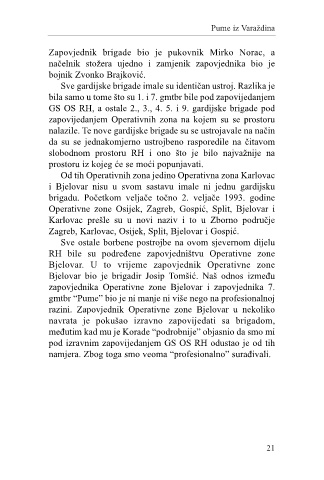 Pume iz Varaždina
Zapovjednik brigade bio je pukovnik Mirko Norac, a
načelnik stožera ujedno i zamjenik zapovjednika bio je
bojnik Zvonko Brajković.
Sve gardijske brigade imale su identičan ustroj. Razlika je
bila samo u tome što su 1. i 7. gmtbr bile pod zapovjedanjem
GS OS RH, a ostale 2., 3., 4. 5. i 9. gardijske brigade pod
zapovjedanjem Operativnih zona na kojem su se prostoru
nalazile. Te nove gardijske brigade su se ustrojavale na način
da su se jednakomjerno ustrojbeno rasporedile na čitavom
slobodnom prostoru RH i ono što je bilo najvažnije na
prostoru iz kojeg će se moći popunjavati.
Od tih Operativnih zona jedino Operativna zona Karlovac
i Bjelovar nisu u svom sastavu imale ni jednu gardijsku
brigadu. Početkom veljače točno 2. veljače 1993. godine
Operativne zone Osijek, Zagreb, Gospić, Split, Bjelovar i
Karlovac prešle su u novi naziv i to u Zborno područje
Zagreb, Karlovac, Osijek, Split, Bjelovar i Gospić.
Sve ostale borbene postrojbe na ovom sjevernom dijelu
RH bile su podređene zapovjedništvu Operativne zone
Bjelovar. U to vrijeme zapovjednik Operativne zone
Bjelovar bio je brigadir Josip Tomšić. Naš odnos između
zapovjednika Operativne zone Bjelovar i zapovjednika 7.
gmtbr “Pume” bio je ni manje ni više nego na profesionalnoj
razini. Zapovjednik Operativne zone Bjelovar u nekoliko
navrata je pokušao izravno zapovijedati sa brigadom,
međutim kad mu je Korade “podrobnije” objasnio da smo mi
pod izravnim zapovijedanjem GS OS RH odustao je od tih
namjera. Zbog toga smo veoma “profesionalno” surađivali.
21